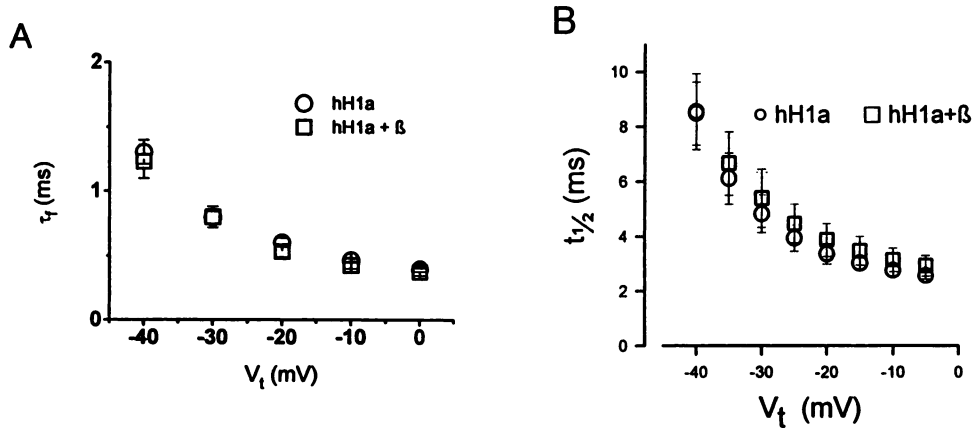 A
2
1
0
τf (ms)
hH1a
hH1a + ß
-40 -30 -20 -10 0
Vt (mV)
B
10
8
6
4
2
0
t½ (ms)
hH1a hH1a+ß
-40 -30 -20 -10 0
Vt (mV)